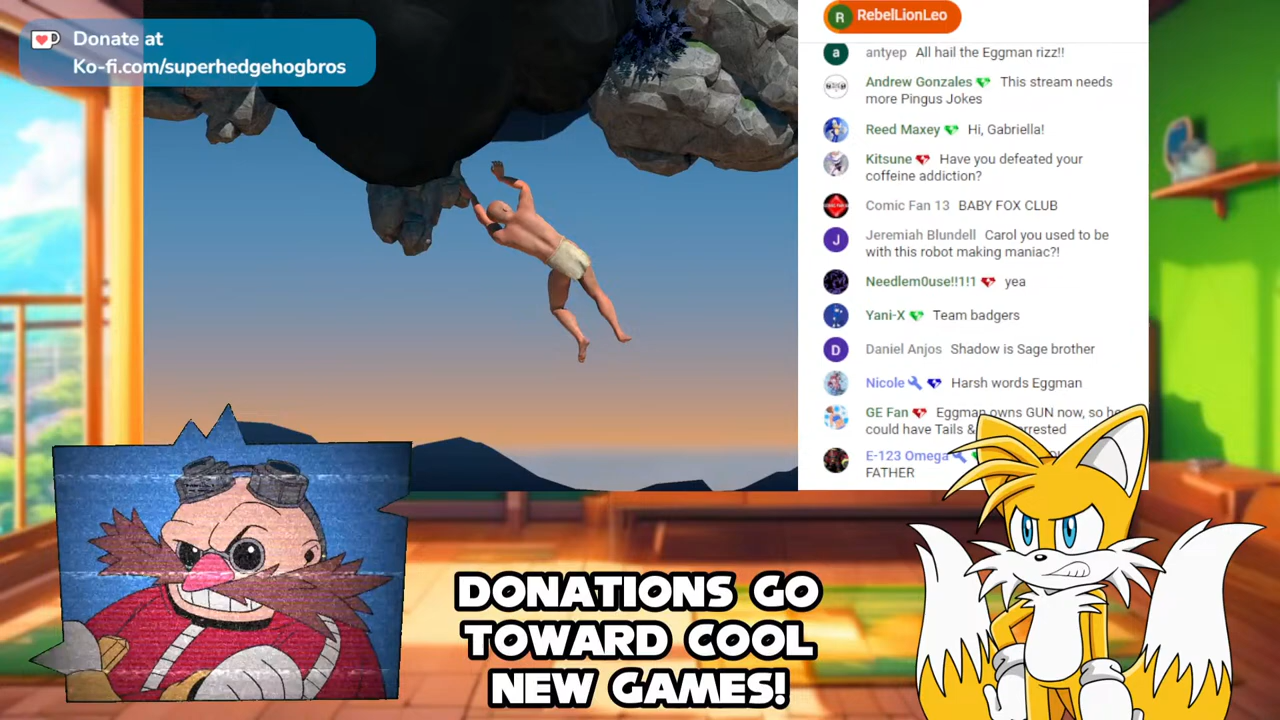 Donate at
Ko-fi.com/superhedgehogbros
R RebelLionLeo
a antyep All hail the Eggman rizz!!
Andrew Gonzales This stream needs
more Pingus Jokes
Reed Maxey Hi, Gabriella!
Kitsune Have you defeated your
coffeine addiction?
Comic Fan 13 BABY FOX CLUB
J Jeremiah Blundell Carol you used to be
with this robot making maniac?!
Needlem0use!!1!1 yea
Yani-X Team badgers
D Daniel Anjos Shadow is Sage brother
Nicole Harsh words Eggman
GE Fan Eggman owns GUN now, so he
could have Tails & rrested
E-123 Omega
FATHER
DONATIONS GO
TOWARD COOL
NEW GAMES!